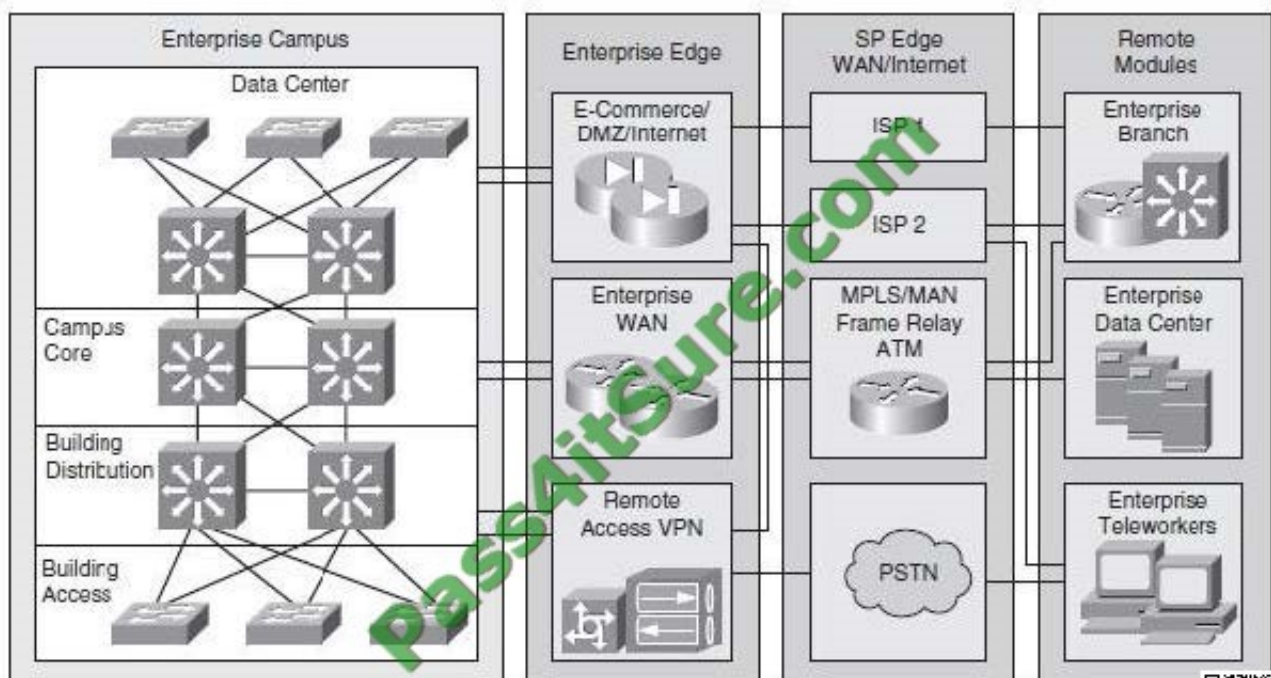 Enterprise Campus
Data Center
Campus
Core
Building
Distribution
Building
Access
Enterprise Edge
E-Commerce/
DMZ/Internet
Enterprise
WAN
Remote
Access VPN
SP Edge
WAN/Internet
ISP 1
ISP 2
MPLS/MAN
Frame Relay
ATM
PSTN
Remote
Modules
Enterprise
Branch
Enterprise
Data Center
Enterprise
Teleworkers
Pass4itSure.com